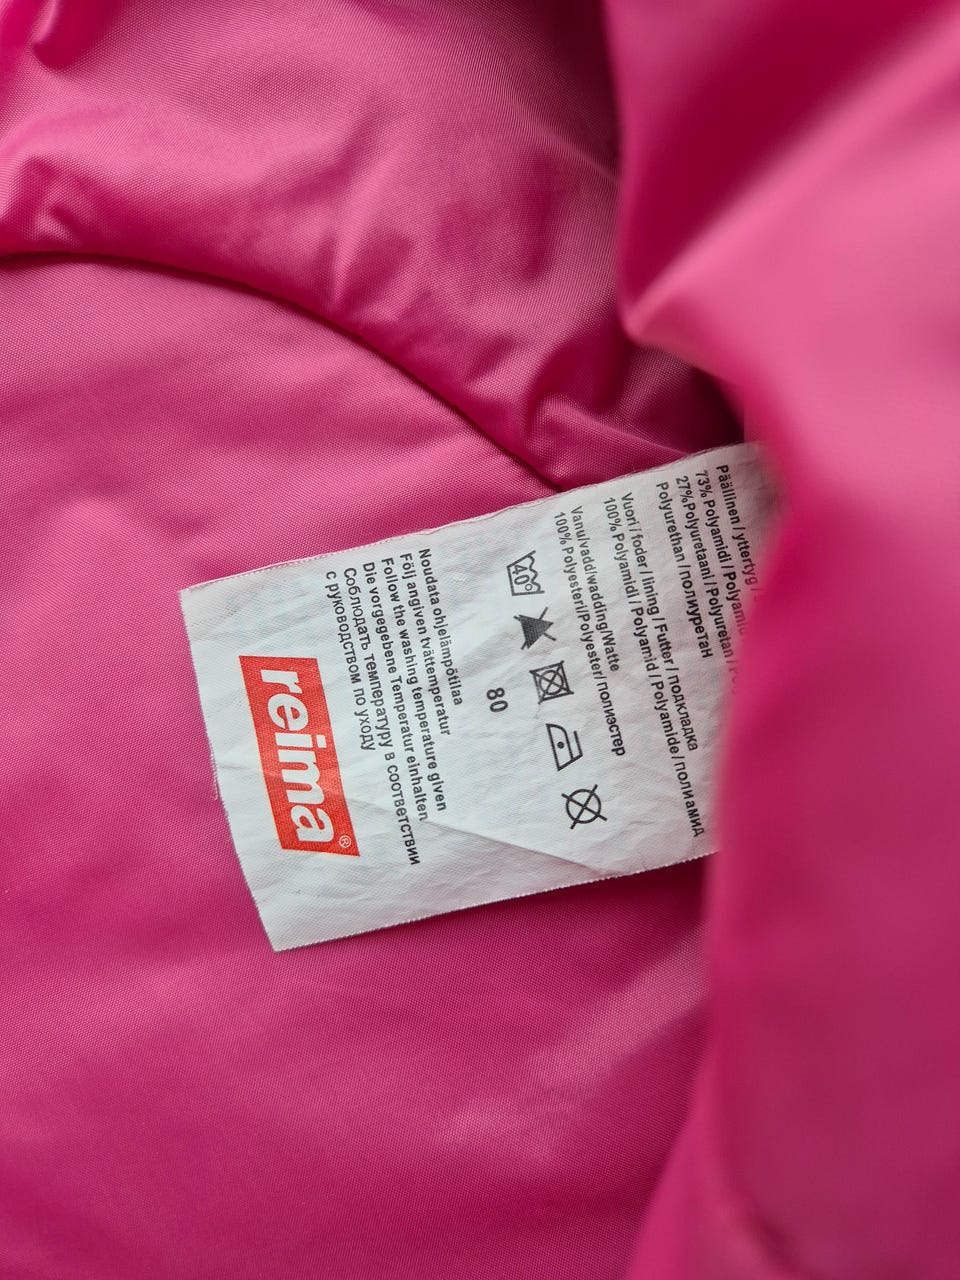 Päällinen / yttertyg /
73% Polyamidi / Polyamid
27%Polyuretaani / Polyuretan /
Polyurethan / полиуретан
Vuori / foder / lining / Futter / подкладка
100% Polyamidi / Polyamid / Polyamide / полиамид
Vanu/vadd/wadding/Watte
100% Polyesteri/Polyester/полиэстер
40°
80
Noudata ohjelämpötilaa
Följ angiven tvättemperatur
Follow the washing temperature given
Die vorgegebene Temperatur einhalten
Соблюдать температуру в соответствии
с руководством по уходу
reima®